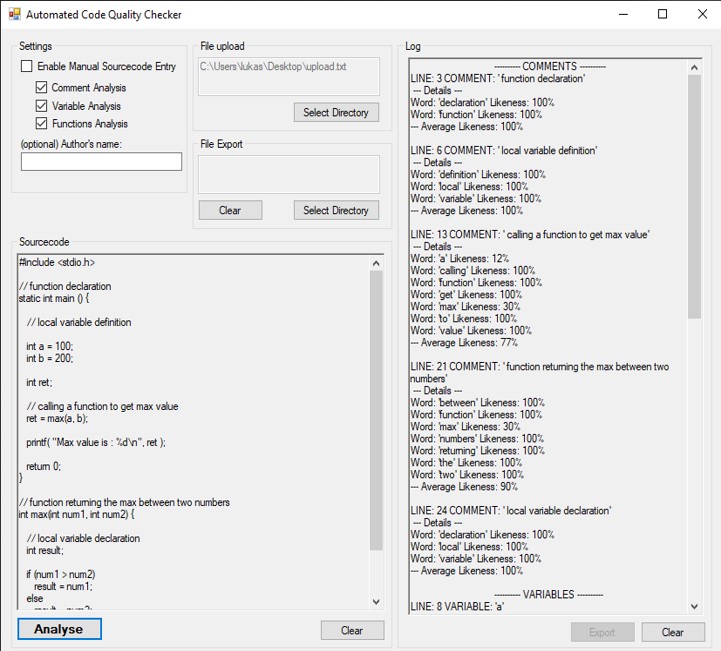 Automated Code Quality Checker
Settings
Enable Manual Sourcecode Entry
Comment Analysis
Variable Analysis
Functions Analysis
(optional) Author's name:
File upload
C:\Users\lukas\Desktop\upload.txt
Select Directory
File Export
Clear
Select Directory
Sourcecode
#include <stdio.h>
// function declaration
static int main () {
// local variable definition
int a = 100;
int b = 200;
int ret;
// calling a function to get max value
ret = max(a, b);
printf( "Max value is : %d\n", ret );
return 0;
}
// function returning the max between two numbers
int max(int num1, int num2) {
// local variable declaration
int result;
if (num1 > num2)
result = num1;
else
result = num2;
Analyse
Clear
Log
---------- COMMENTS ----------
LINE: 3 COMMENT: ' function declaration'
--- Details ---
Word: 'declaration' Likeness: 100%
Word: 'function' Likeness: 100%
--- Average Likeness: 100%
LINE: 6 COMMENT: ' local variable definition'
--- Details ---
Word: 'definition' Likeness: 100%
Word: 'local' Likeness: 100%
Word: 'variable' Likeness: 100%
--- Average Likeness: 100%
LINE: 13 COMMENT: ' calling a function to get max value'
--- Details ---
Word: 'a' Likeness: 12%
Word: 'calling' Likeness: 100%
Word: 'function' Likeness: 100%
Word: 'get' Likeness: 100%
Word: 'max' Likeness: 30%
Word: 'to' Likeness: 100%
Word: 'value' Likeness: 100%
--- Average Likeness: 77%
LINE: 21 COMMENT: ' function returning the max between two
numbers'
--- Details ---
Word: 'between' Likeness: 100%
Word: 'function' Likeness: 100%
Word: 'max' Likeness: 30%
Word: 'numbers' Likeness: 100%
Word: 'returning' Likeness: 100%
Word: 'the' Likeness: 100%
Word: 'two' Likeness: 100%
--- Average Likeness: 90%
LINE: 24 COMMENT: ' local variable declaration'
--- Details ---
Word: 'declaration' Likeness: 100%
Word: 'local' Likeness: 100%
Word: 'variable' Likeness: 100%
--- Average Likeness: 100%
---------- VARIABLES ----------
LINE: 8 VARIABLE: 'a'
Export
Clear